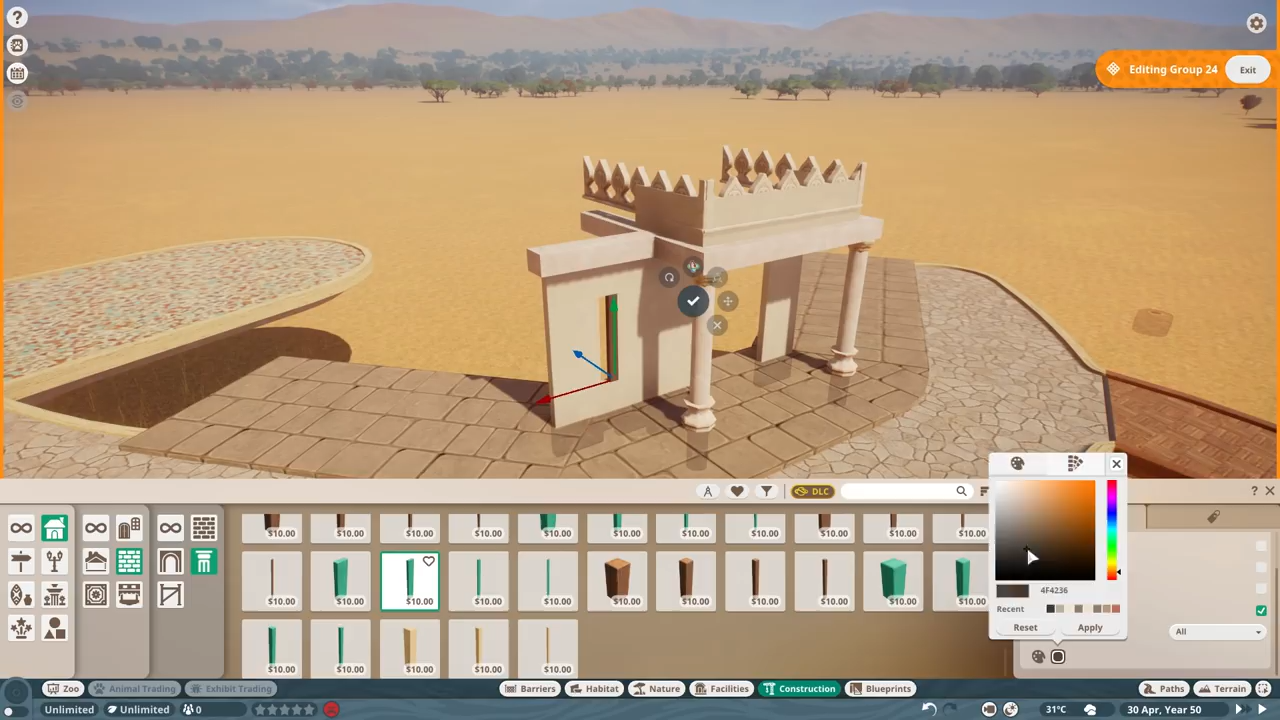 ?
Editing Group 24
Exit
DLC
?
$10.00 $10.00 $10.00 $10.00 $10.00 $10.00 $10.00 $10.00 $10.00 $10.00 $10.00
$10.00 $10.00 $10.00 $10.00 $10.00 $10.00 $10.00 $10.00 $10.00 $10.00 $10.00
$10.00 $10.00 $10.00 $10.00 $10.00
4F4236
Recent
Reset Apply
All
Zoo Animal Trading Exhibit Trading Barriers Habitat Nature Facilities Construction Blueprints Paths Terrain
Unlimited Unlimited 0 31°C 30 Apr, Year 50